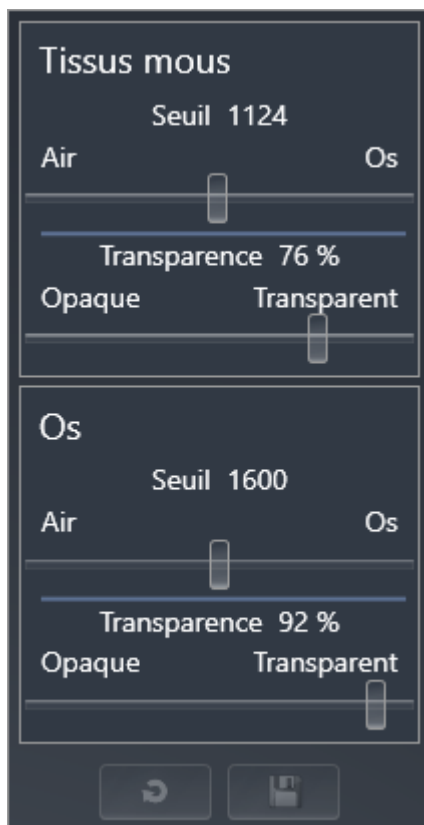 Tissus mous
Seuil 1124
Air Os
Transparence 76 %
Opaque Transparent
Os
Seuil 1600
Air Os
Transparence 92 %
Opaque Transparent